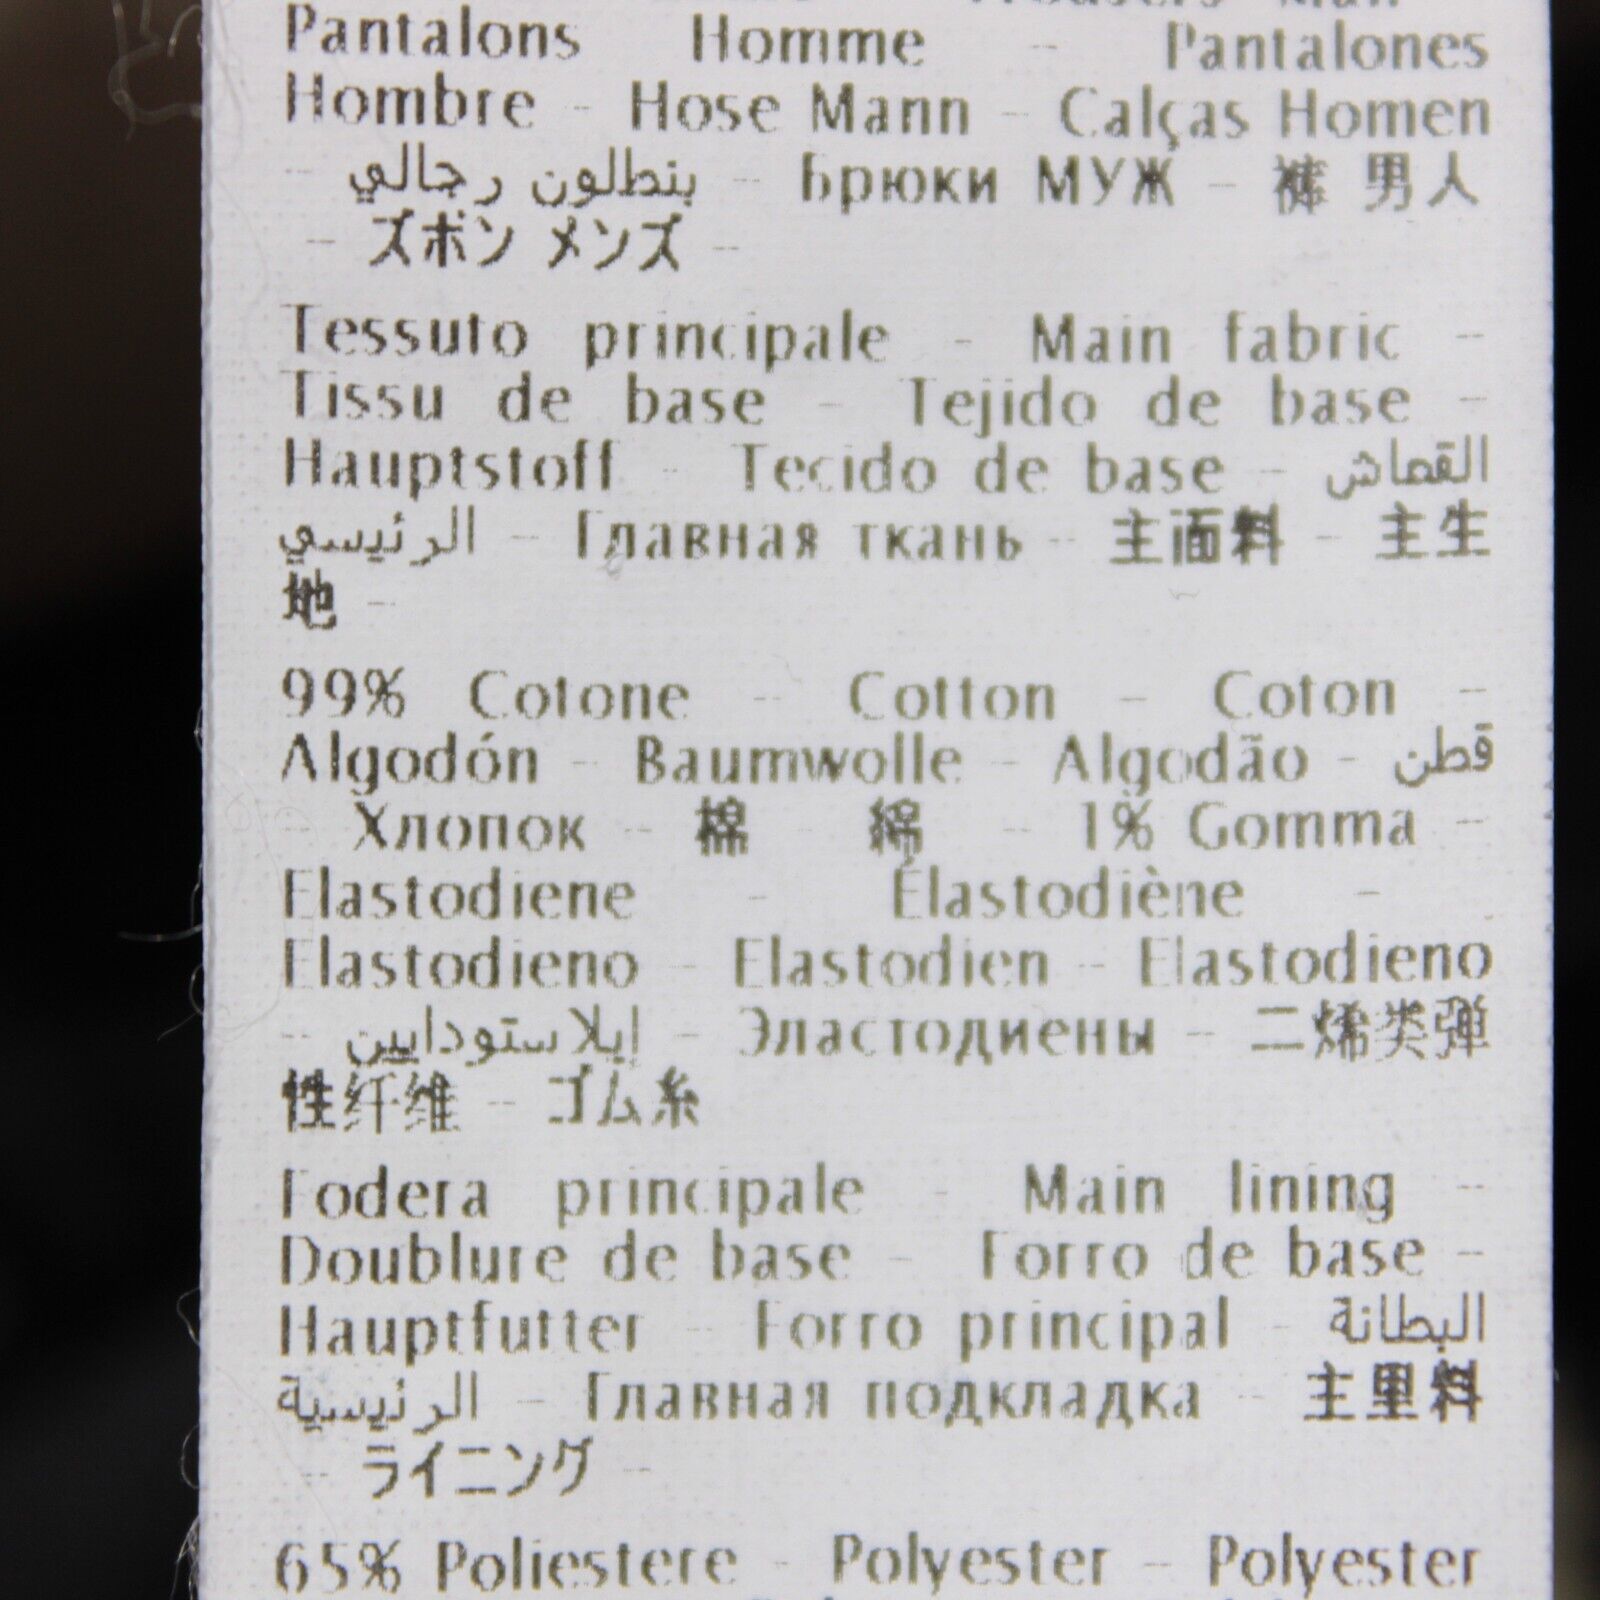 Trousers Man
Pantalons Homme - Pantalones
Hombre - Hose Mann - Calças Homen
- بنطلون رجالي - Брюки МУЖ - 裤 男人
- ズボン メンズ -
Tessuto principale - Main fabric -
Tissu de base - Tejido de base -
Hauptstoff - Tecido de base - القماش
الرئيسي - Главная ткань - 主面料 - 主生
地 -
99% Cotone - Cotton - Coton -
Algodón - Baumwolle - Algodão - قطن
- Хлопок - 棉 - 綿 - 1% Gomma -
Elastodiene - Élastodiène -
Elastodieno - Elastodien - Elastodieno
- إيلاستودايين - Эластодиены - 二烯类弹
性纤维 - ゴム糸
Fodera principale - Main lining -
Doublure de base - Forro de base -
Hauptfutter - Forro principal - البطانة
الرئيسية - Главная подкладка - 主里料
- ライニング -
65% Poliestere - Polyester - Polyester